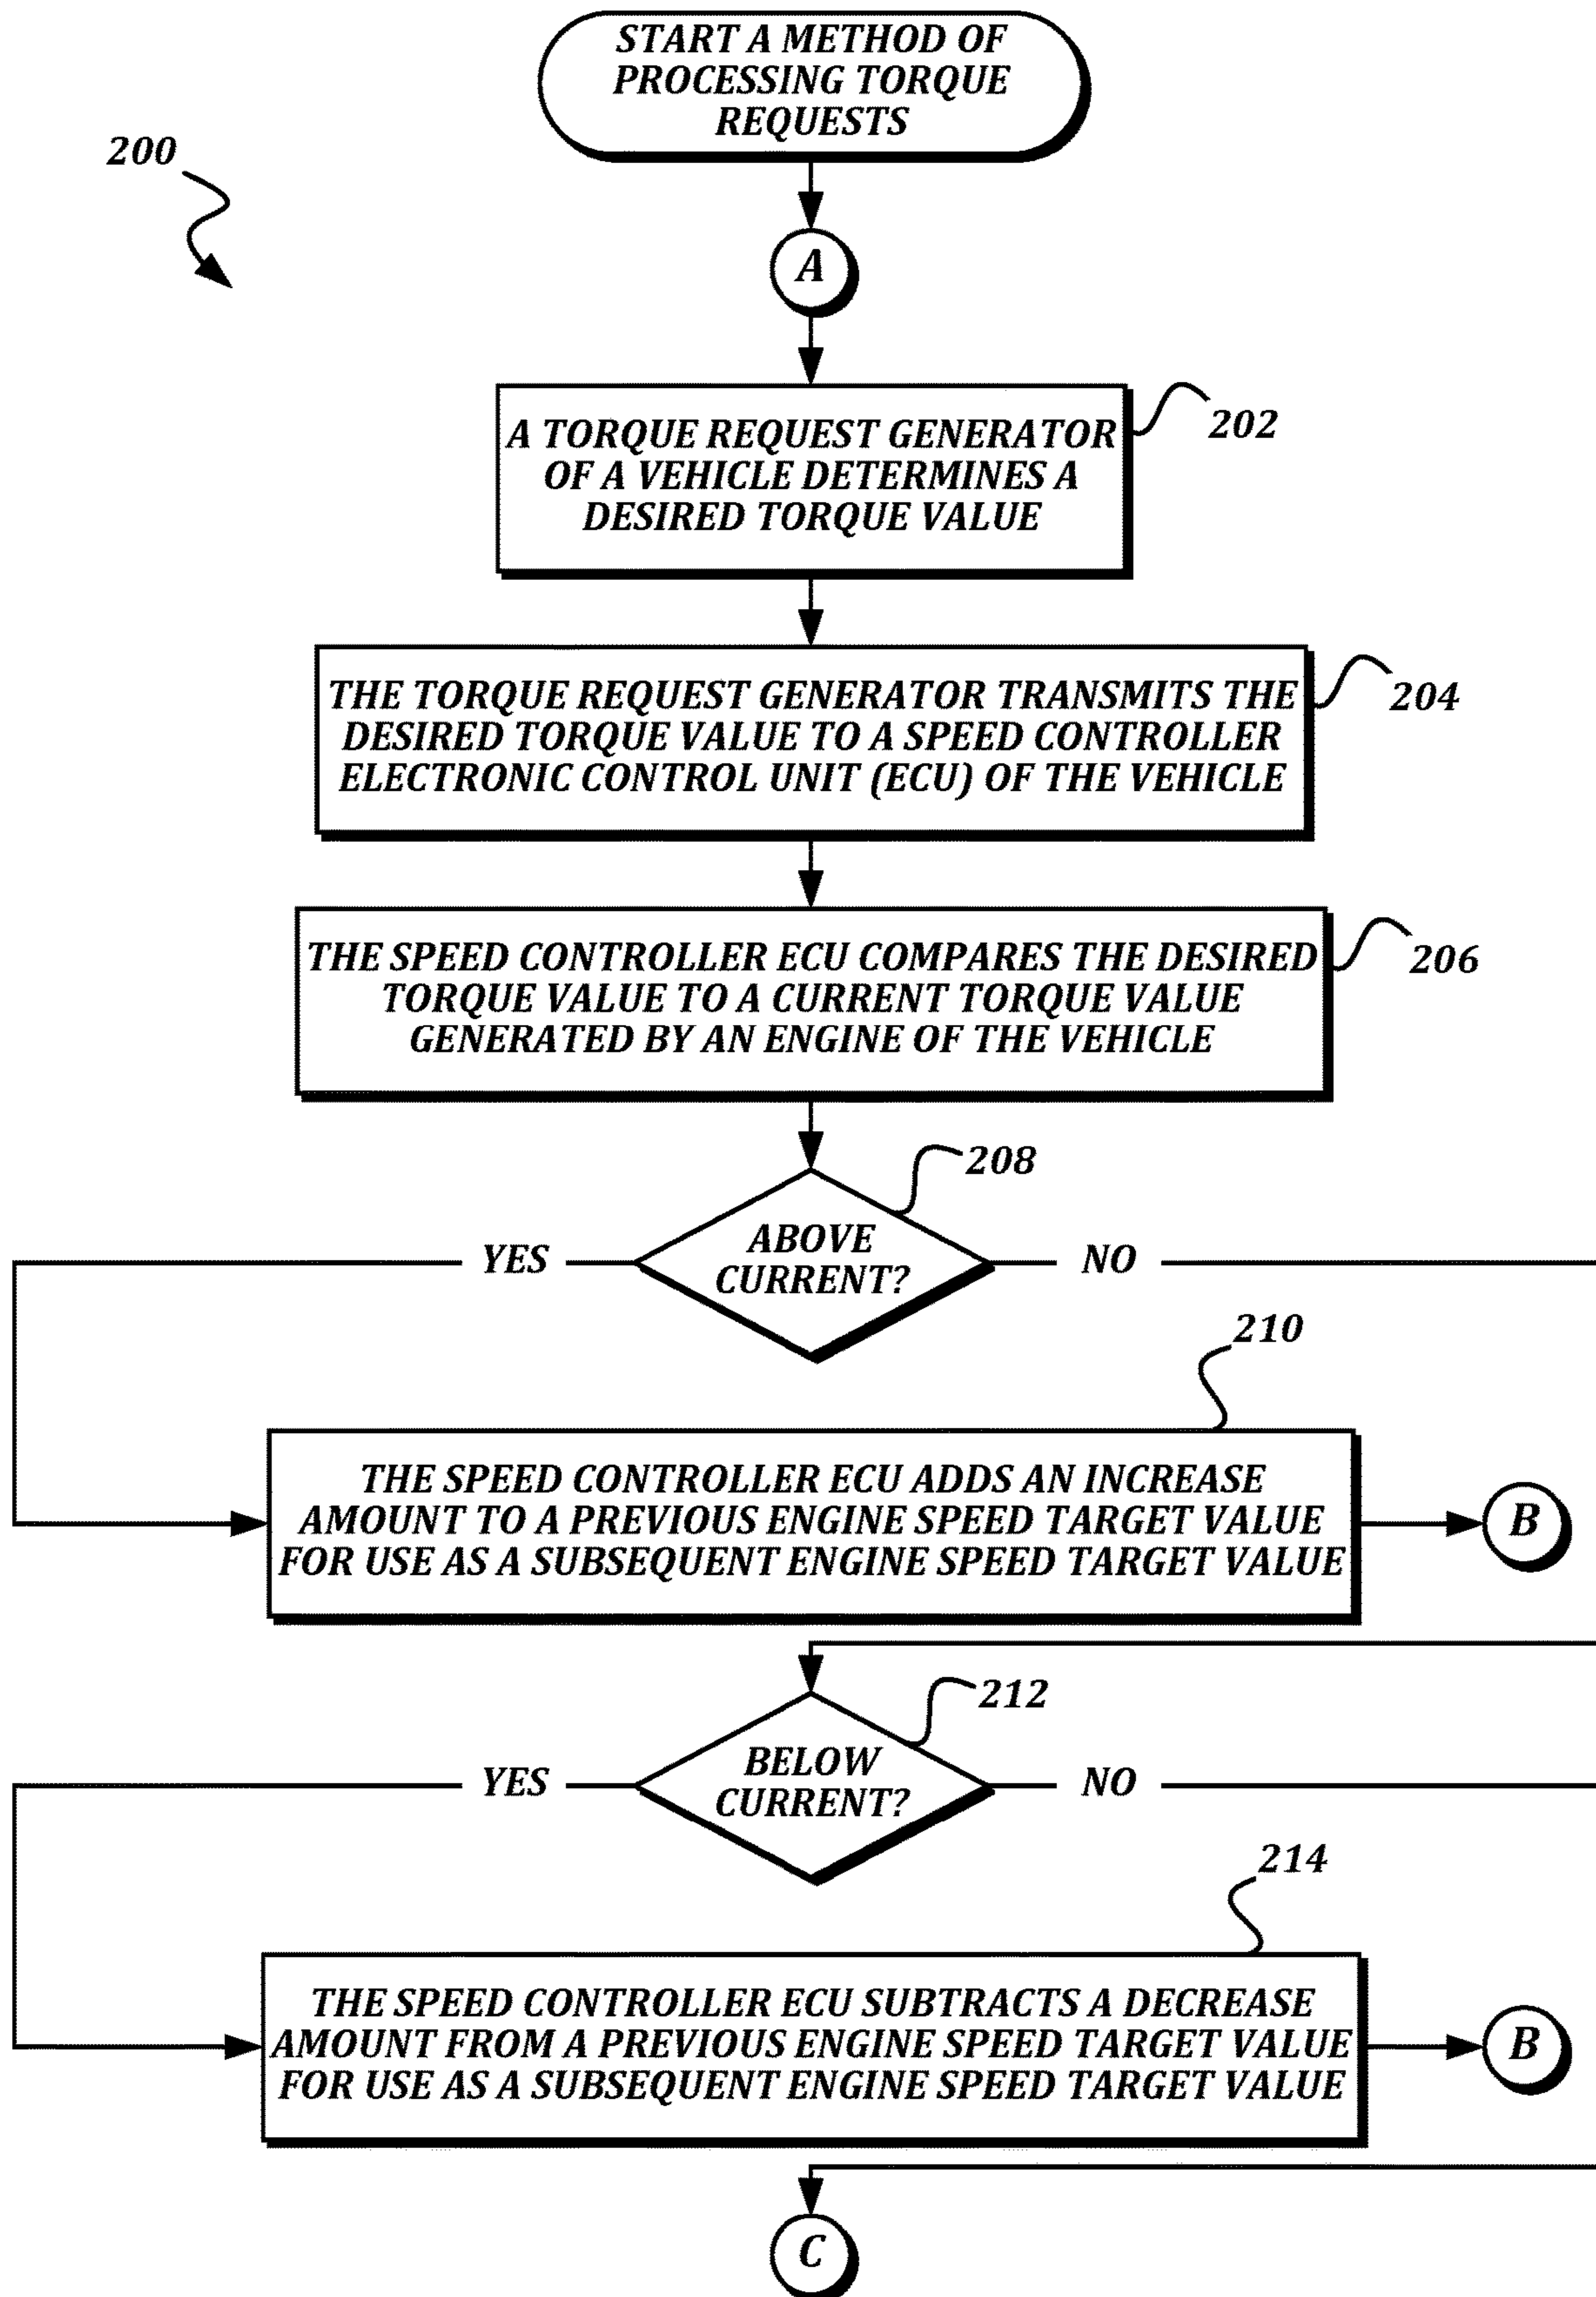 START A METHOD OF
PROCESSING TORQUE
REQUESTS
200
A
202
A TORQUE REQUEST GENERATOR
OF A VEHICLE DETERMINES A
DESIRED TORQUE VALUE
204
THE TORQUE REQUEST GENERATOR TRANSMITS THE
DESIRED TORQUE VALUE TO A SPEED CONTROLLER
ELECTRONIC CONTROL UNIT (ECU) OF THE VEHICLE
206
THE SPEED CONTROLLER ECU COMPARES THE DESIRED
TORQUE VALUE TO A CURRENT TORQUE VALUE
GENERATED BY AN ENGINE OF THE VEHICLE
208
ABOVE
CURRENT?
YES
NO
210
THE SPEED CONTROLLER ECU ADDS AN INCREASE
AMOUNT TO A PREVIOUS ENGINE SPEED TARGET VALUE
FOR USE AS A SUBSEQUENT ENGINE SPEED TARGET VALUE
B
212
BELOW
CURRENT?
YES
NO
214
THE SPEED CONTROLLER ECU SUBTRACTS A DECREASE
AMOUNT FROM A PREVIOUS ENGINE SPEED TARGET VALUE
FOR USE AS A SUBSEQUENT ENGINE SPEED TARGET VALUE
B
C